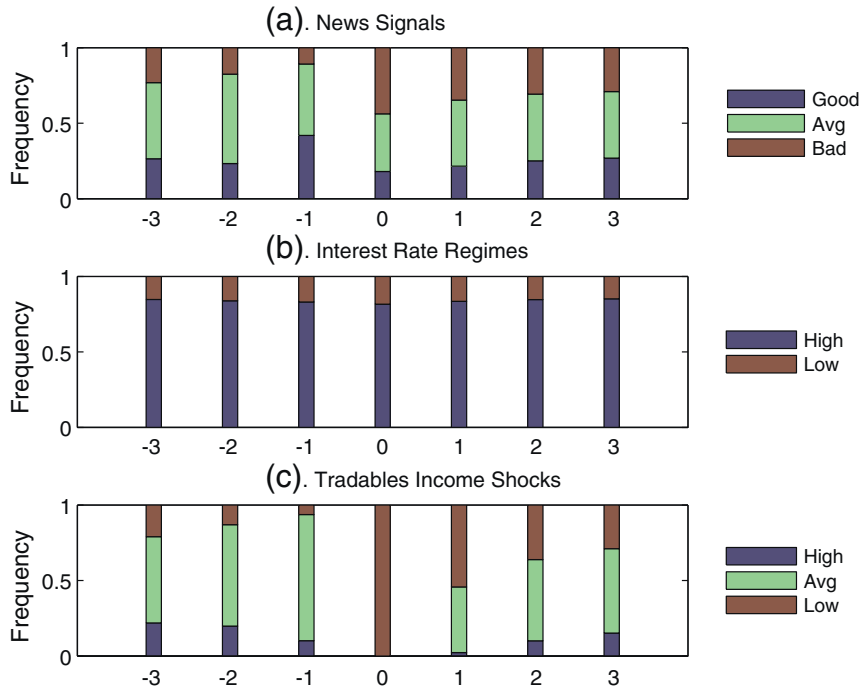 (a). News Signals
Frequency
1
0.5
0
-3 -2 -1 0 1 2 3
Good
Avg
Bad
(b). Interest Rate Regimes
Frequency
1
0.5
0
-3 -2 -1 0 1 2 3
High
Low
(c). Tradables Income Shocks
Frequency
1
0.5
0
-3 -2 -1 0 1 2 3
High
Avg
Low